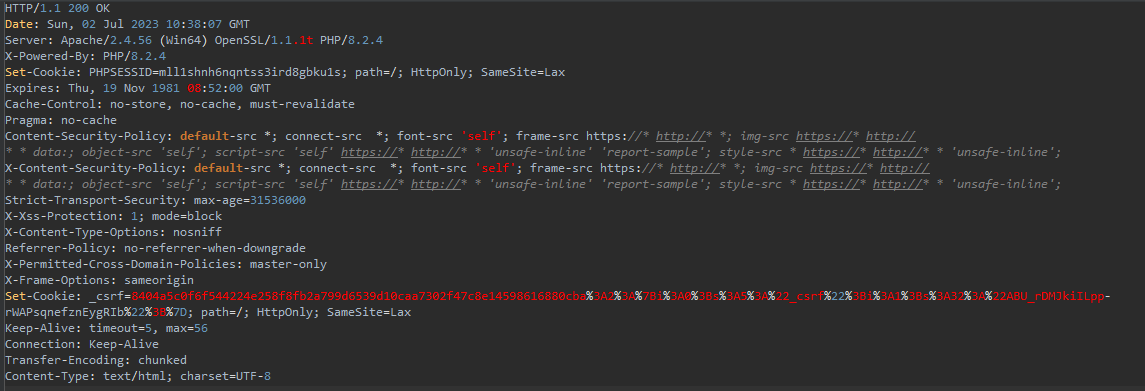 HTTP/1.1 200 OK
Date: Sun, 02 Jul 2023 10:38:07 GMT
Server: Apache/2.4.56 (Win64) OpenSSL/1.1.1t PHP/8.2.4
X-Powered-By: PHP/8.2.4
Set-Cookie: PHPSESSID=mll1shnh6nqntss3ird8gbku1s; path=/; HttpOnly; SameSite=Lax
Expires: Thu, 19 Nov 1981 08:52:00 GMT
Cache-Control: no-store, no-cache, must-revalidate
Pragma: no-cache
Content-Security-Policy: default-src *; connect-src  *; font-src 'self'; frame-src https://* http://* *; img-src https://* http://
* * data:; object-src 'self'; script-src 'self' https://* http://* * 'unsafe-inline' 'report-sample'; style-src * https://* http://* * 'unsafe-inline';
X-Content-Security-Policy: default-src *; connect-src  *; font-src 'self'; frame-src https://* http://* *; img-src https://* http://
* * data:; object-src 'self'; script-src 'self' https://* http://* * 'unsafe-inline' 'report-sample'; style-src * https://* http://* * 'unsafe-inline';
Strict-Transport-Security: max-age=31536000
X-Xss-Protection: 1; mode=block
X-Content-Type-Options: nosniff
Referrer-Policy: no-referrer-when-downgrade
X-Permitted-Cross-Domain-Policies: master-only
X-Frame-Options: sameorigin
Set-Cookie: _csrf=8404a5c0f6f544224e258f8fb2a799d6539d10caa7302f47c8e14598616880cba%3A2%3A%7Bi%3A0%3Bs%3A5%3A%22_csrf%22%3Bi%3A1%3Bs%3A32%3A%22ABU_rDMJkiILpp-
rWAPsqnefznEygRIb%22%3B%7D; path=/; HttpOnly; SameSite=Lax
Keep-Alive: timeout=5, max=56
Connection: Keep-Alive
Transfer-Encoding: chunked
Content-Type: text/html; charset=UTF-8